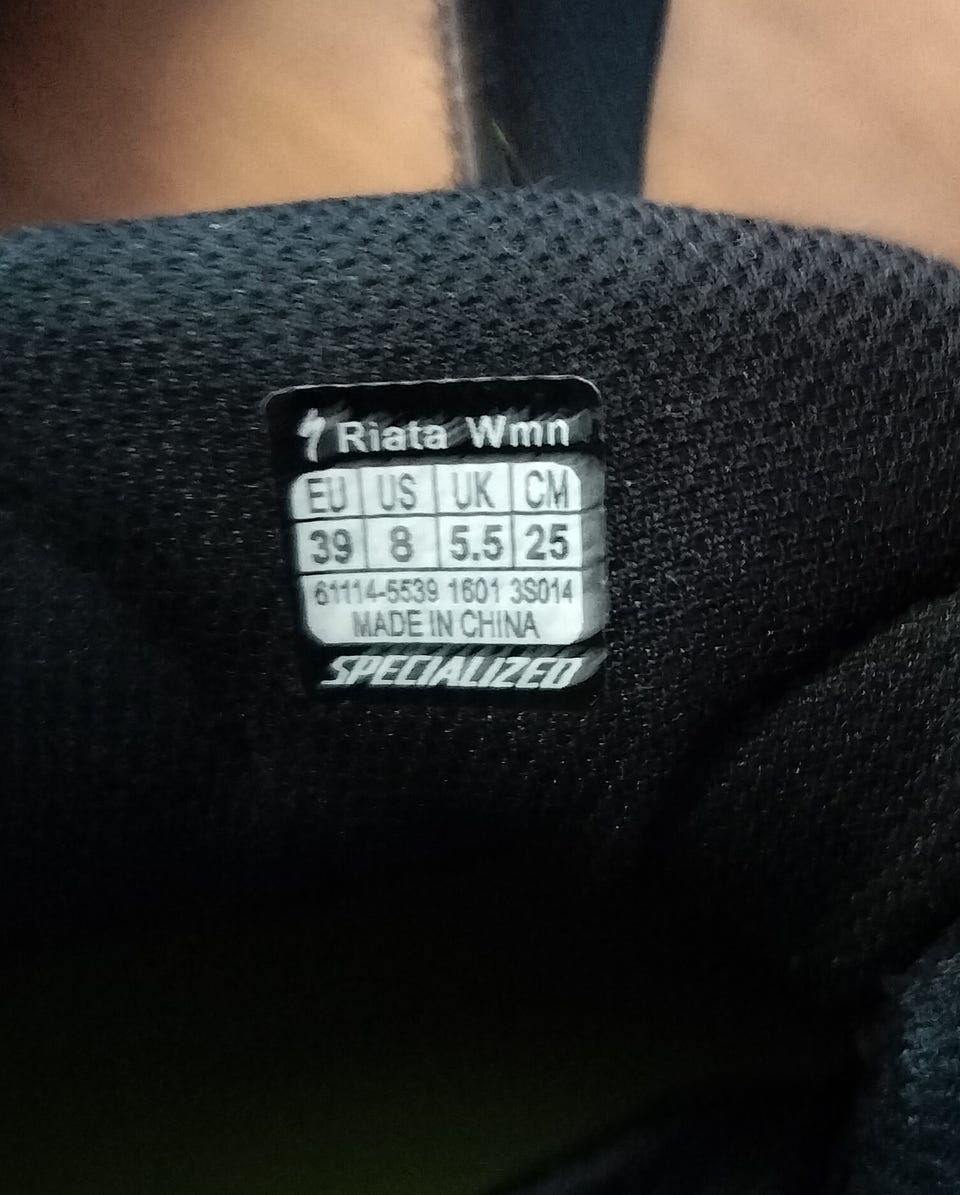 Riata Wmn
EU US UK CM
39 8 5.5 25
61114-5539 1601 3S014
MADE IN CHINA
SPECIALIZED